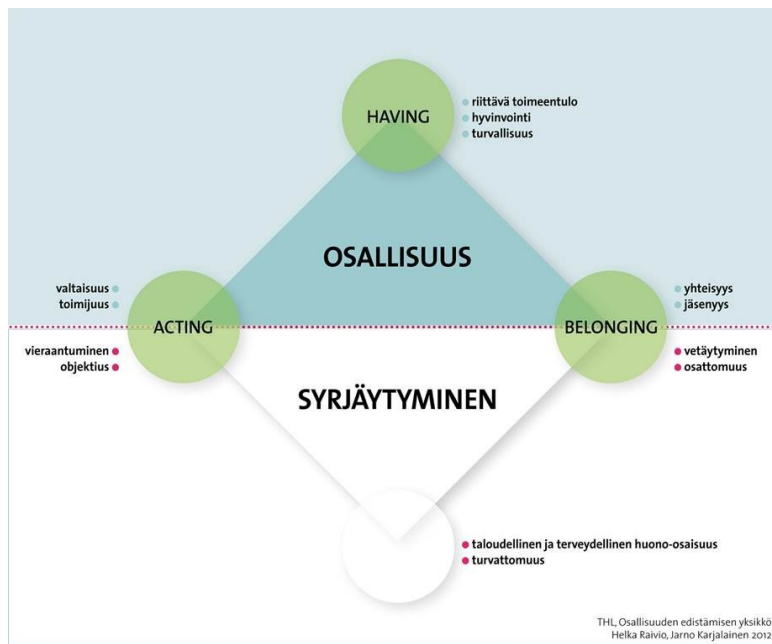 HAVING
riittävä toimeentulo
hyvinvointi
turvallisuus
OSALLISUUS
valtaisuus
toimijuus
yhteisyys
jäsenyys
ACTING
BELONGING
vieraantuminen
objektius
vetäytyminen
osattomuus
SYRJÄYTYMINEN
taloudellinen ja terveydellinen huono-osaisuus
turvattomuus
THL, Osallisuuden edistämisen yksikkö
Helka Raivio, Jarno Karjalainen 2012